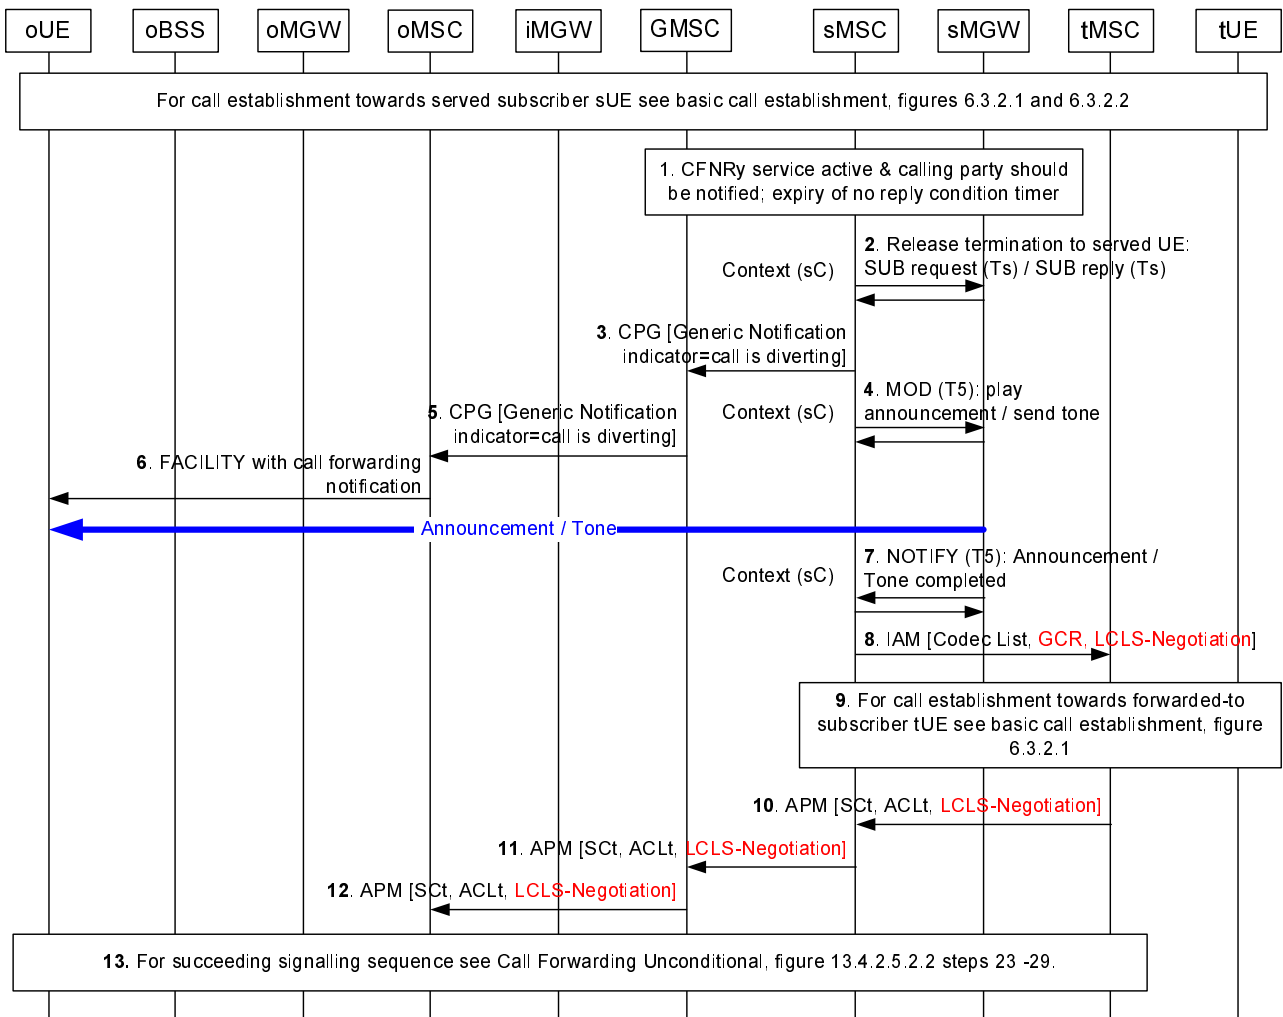 oUE oBSS oMGW oMSC iMGW GMSC sMSC sMGW tMSC tUE
For call establishment towards served subscriber sUE see basic call establishment, figures 6.3.2.1 and 6.3.2.2
1. CFNRy service active & calling party should
be notified; expiry of no reply condition timer
2. Release termination to served UE:
Context (sC)
SUB request (Ts) / SUB reply (Ts)
3. CPG [Generic Notification
indicator=call is diverting]
4. MOD (T5): play
announcement / send tone
Context (sC)
5. CPG [Generic Notification
indicator=call is diverting]
6. FACILITY with call forwarding
notification
Announcement / Tone
7. NOTIFY (T5): Announcement /
Tone completed
Context (sC)
8. IAM [Codec List, GCR, LCLS-Negotiation]
9. For call establishment towards forwarded-to
subscriber tUE see basic call establishment, figure
6.3.2.1
10. APM [SCt, ACLt, LCLS-Negotiation]
11. APM [SCt, ACLt, LCLS-Negotiation]
12. APM [SCt, ACLt, LCLS-Negotiation]
13. For succeeding signalling sequence see Call Forwarding Unconditional, figure 13.4.2.5.2.2 steps 23 -29.